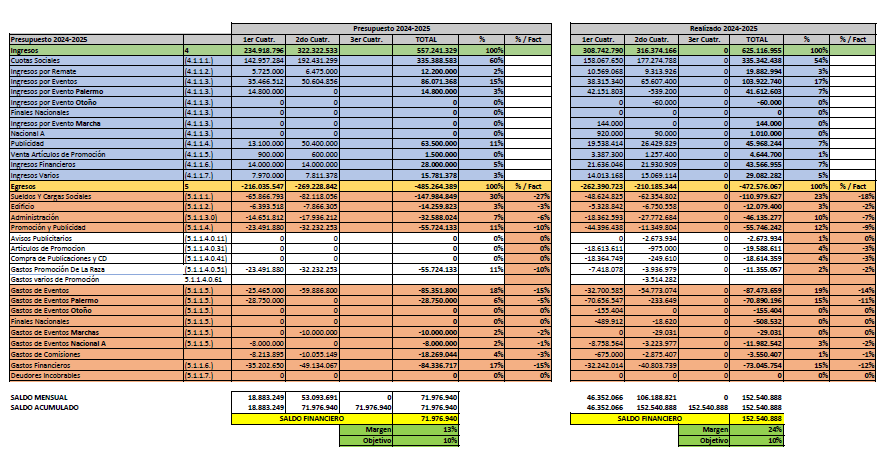 Presupuesto 2024-2025 Realizado 2024-2025
Presupuesto 2024-2025 1er Cuatr. 2do Cuatr. 3er Cuatr. TOTAL % % / Fact 1er Cuatr. 2do Cuatr. 3er Cuatr. TOTAL % % / Fact
Ingresos 4 234.918.796 322.322.533 557.241.329 100% 308.742.790 316.374.166 0 625.116.955 100%
Cuotas Sociales (4.1.1.1.) 142.957.284 192.431.299 335.388.583 60% 158.067.650 177.274.788 0 335.342.438 54%
Ingresos por Remate (4.1.1.2.) 5.725.000 6.475.000 12.200.000 2% 10.569.068 9.313.926 0 19.882.994 3%
Ingresos por Eventos (4.1.1.3.) 35.466.512 50.604.856 86.071.368 15% 38.315.340 65.607.400 0 103.922.740 17%
Ingresos por Evento Palermo (4.1.1.3.) 14.800.000 0 14.800.000 3% 42.151.803 -539.200 0 41.612.603 7%
Ingresos por Evento Otoño (4.1.1.3.) 0 0 0 0% 0 -60.000 0 -60.000 0%
Finales Nacionales (4.1.1.3.) 0 0 0 0% 0 0 0 0 0%
Ingresos por Evento Marcha (4.1.1.3.) 0 0 0 0% 144.000 0 0 144.000 0%
Nacional A (4.1.1.3.) 0 0 0 0% 920.000 90.000 0 1.010.000 0%
Publicidad (4.1.1.4.) 13.100.000 50.400.000 63.500.000 11% 19.538.414 26.429.829 0 45.968.244 7%
Venta Artículos de Promoción (4.1.1.5.) 900.000 600.000 1.500.000 0% 3.387.300 1.257.400 0 4.644.700 1%
Ingresos Financieros (4.1.1.6.) 14.000.000 14.000.000 28.000.000 5% 21.636.046 21.930.909 0 43.566.955 7%
Ingresos Varios (4.1.1.7.) 7.970.000 7.811.378 15.781.378 3% 14.013.168 15.069.114 0 29.082.282 5%
Egresos 5 -216.035.547 -269.228.842 -485.264.389 100% % / Fact -262.390.723 -210.185.344 0 -472.576.067 100% % / Fact
Sueldos Y Cargas Sociales (5.1.1.1.) -65.866.793 -82.118.056 -147.984.849 30% -27% -48.624.825 -62.354.802 0 -110.979.627 23% -18%
Edificio (5.1.1.2.) -6.393.518 -7.866.305 -14.259.823 3% -3% -5.328.842 -6.750.558 0 -12.079.400 3% -2%
Administración (5.1.1.3.0) -14.651.812 -17.936.212 -32.588.024 7% -6% -18.362.593 -27.772.684 0 -46.135.277 10% -7%
Promoción y Publicidad (5.1.1.4.) -23.491.880 -32.232.253 -55.724.133 11% -10% -44.396.438 -11.349.804 0 -55.746.242 12% -9%
Avisos Publicitarios (5.1.1.4.0.11) 0 0 0 0% 0% 0 -2.673.934 0 -2.673.934 1% 0%
Artículos de Promocion (5.1.1.4.0.31) 0 0 0 0% 0% -18.613.611 -975.000 0 -19.588.611 4% -3%
Compra de Publicaciones y CD (5.1.1.4.0.41) 0 0 0 0% 0% -18.364.749 -249.610 0 -18.614.359 4% -3%
Gastos Promoción De La Raza (5.1.1.4.0.51) -23.491.880 -32.232.253 -55.724.133 11% -10% -7.418.078 -3.936.979 0 -11.355.057 2% -2%
Gastos varios de Promoción 5.1.1.4.0.61 -3.514.282
Gastos de Eventos (5.1.1.5.) -25.465.000 -59.886.800 -85.351.800 18% -15% -32.700.585 -54.773.074 0 -87.473.659 19% -14%
Gastos de Eventos Palermo (5.1.1.5.) -28.750.000 0 -28.750.000 6% -5% -70.656.547 -233.649 0 -70.890.196 15% -11%
Gastos de Eventos Otoño (5.1.1.5.) 0 0 0 0% 0% -155.404 0 0 -155.404 0% 0%
Finales Nacionales (5.1.1.5.) 0 0 0 0% 0% -489.912 -18.620 0 -508.532 0% 0%
Gastos de Eventos Marchas (5.1.1.5.) 0 -10.000.000 -10.000.000 2% -2% 0 -29.031 0 -29.031 0% 0%
Gastos de Eventos Nacional A (5.1.1.5.) -8.000.000 0 -8.000.000 2% -1% -8.758.564 -3.223.977 0 -11.982.542 3% -2%
Gastos de Comisiones -8.213.895 -10.055.149 -18.269.044 4% -3% -675.000 -2.875.407 0 -3.550.407 1% -1%
Gastos Financieros (5.1.1.6.) -35.202.650 -49.134.067 -84.336.717 17% -15% -32.242.014 -40.803.739 0 -73.045.754 15% -12%
Deudores Incobrables (5.1.1.7.) 0 0 0 0% 0% 0 0 0 0 0% 0%
SALDO MENSUAL 18.883.249 53.093.691 0 71.976.940 46.352.066 106.188.821 0 152.540.888
SALDO ACUMULADO 18.883.249 71.976.940 71.976.940 71.976.940 46.352.066 152.540.888 152.540.888 152.540.888
SALDO FINANCIERO 71.976.940 SALDO FINANCIERO 152.540.888
Margen 13% Margen 24%
Objetivo 10% Objetivo 10%